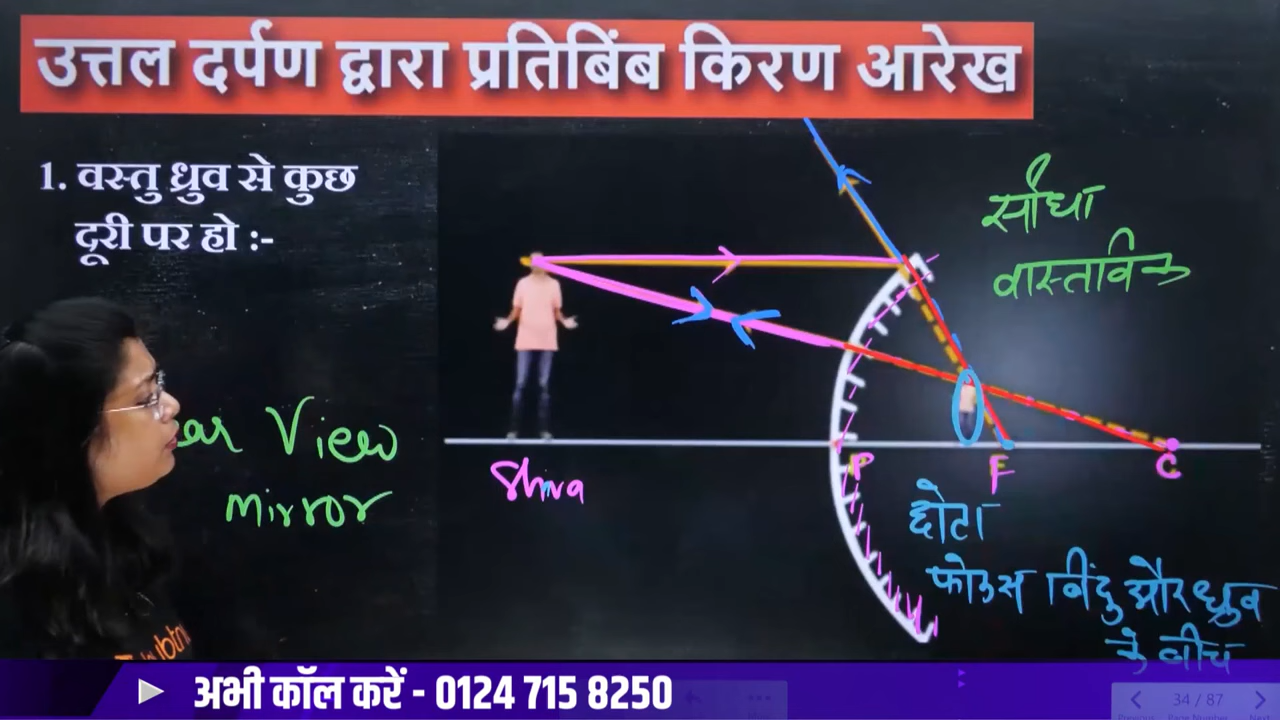 उत्तल दर्पण द्वारा प्रतिबिंब किरण आरेख
1. वस्तु ध्रुव से कुछ
दूरी पर हो :-
सीधा
वास्तविक
View
Mirror
Shiva
P
F
C
छोटा
फोकस बिंदु और ध्रुव
के बीच
अभी कॉल करें - 0124 715 8250
34 / 87